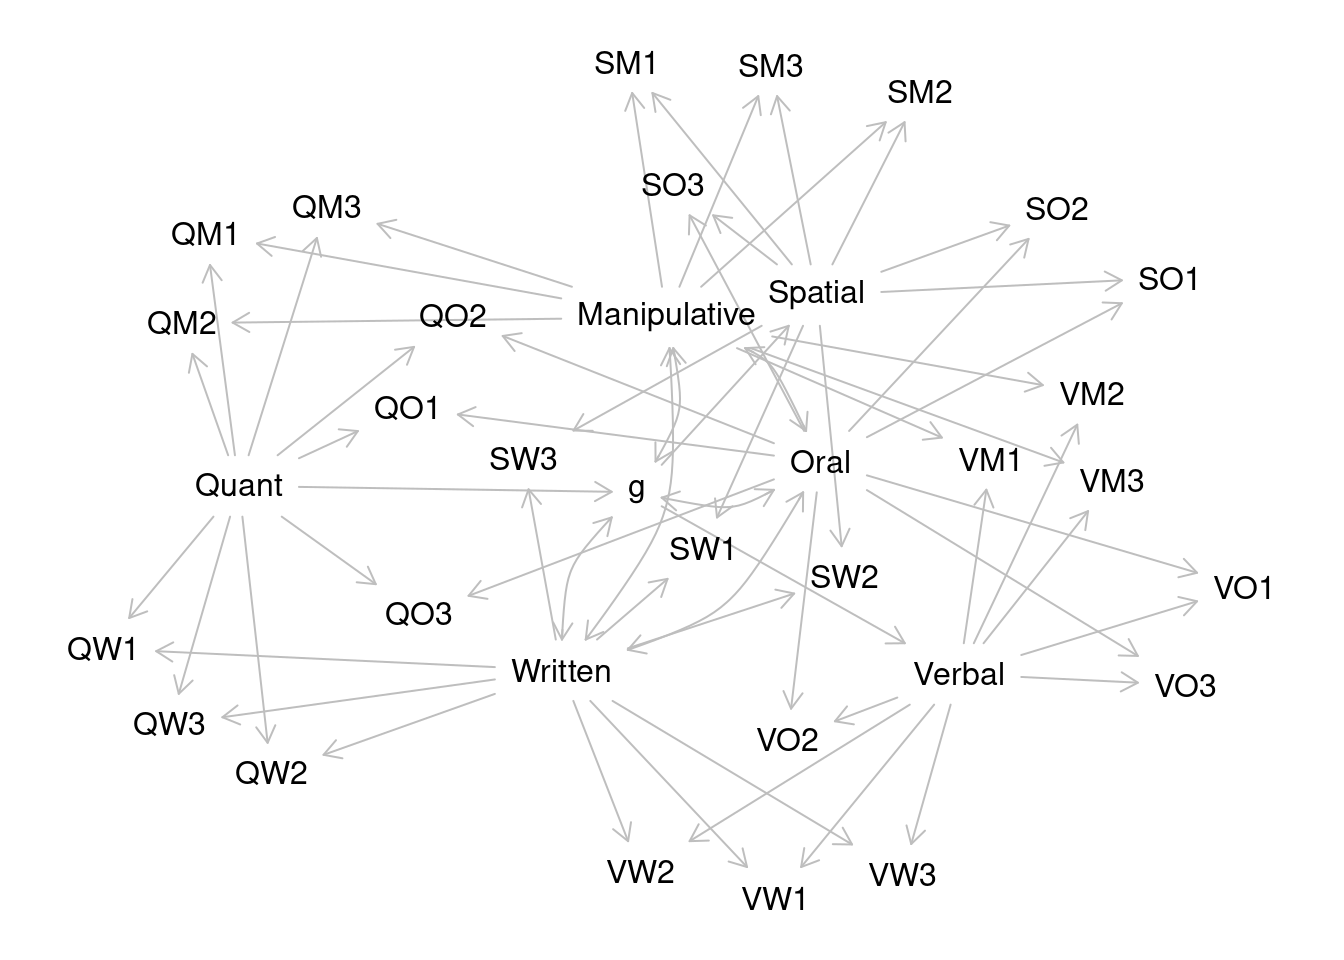 SM1
SM3
SM2
SO3
QM3
SO2
QM1
SO1
Spatial
Manipulative
QO2
QM2
VM2
QO1
SW3
Oral
VM1
VM3
Quant
g
SW1
SW2
VO1
QO3
QW1
Written
Verbal
VO3
QW3
VO2
QW2
VW2
VW3
VW1